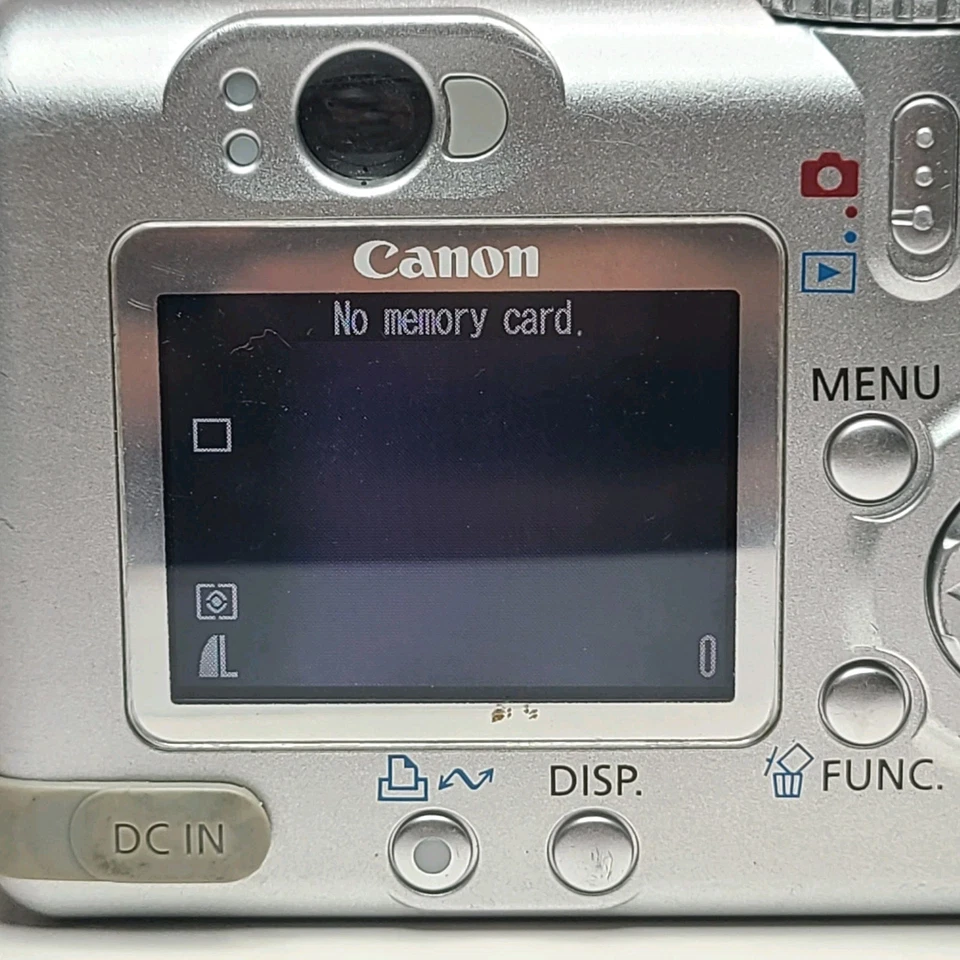 Canon
No memory card.
MENU
L
0
DISP.
FUNC.
DC IN